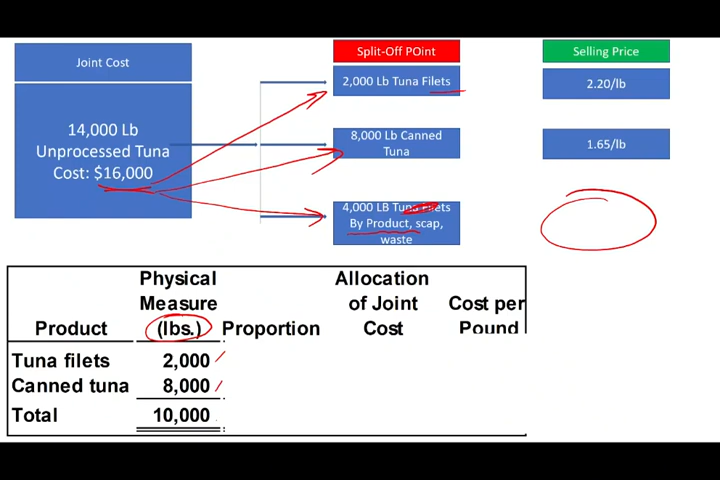 Joint Cost
Split-Off POint
Selling Price
14,000 Lb
Unprocessed Tuna
Cost: $16,000
2,000 Lb Tuna Filets
2.20/lb
8,000 Lb Canned
Tuna
1.65/lb
4,000 LB Tuna Filets
By Product, scap,
waste
Physical
Measure
(lbs.)
Allocation
of Joint
Cost
Cost per
Pound
Product
Proportion
Tuna filets 2,000
Canned tuna 8,000
Total 10,000